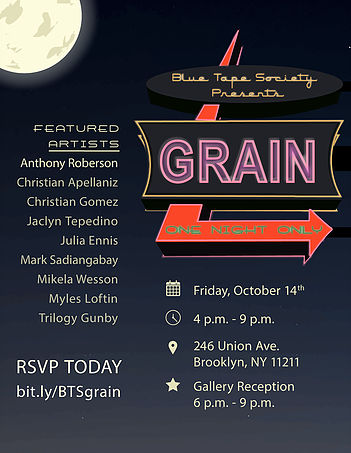 Blue Tape Society
Presents
GRAIN
ONE NIGHT ONLY
FEATURED
ARTISTS
Anthony Roberson
Christian Apellaniz
Christian Gomez
Jaclyn Tepedino
Julia Ennis
Mark Sadiangabay
Mikela Wesson
Myles Loftin
Trilogy Gunby
RSVP TODAY
bit.ly/BTSgrain
Friday, October 14th
4 p.m. - 9 p.m.
246 Union Ave.
Brooklyn, NY 11211
Gallery Reception
6 p.m. - 9 p.m.